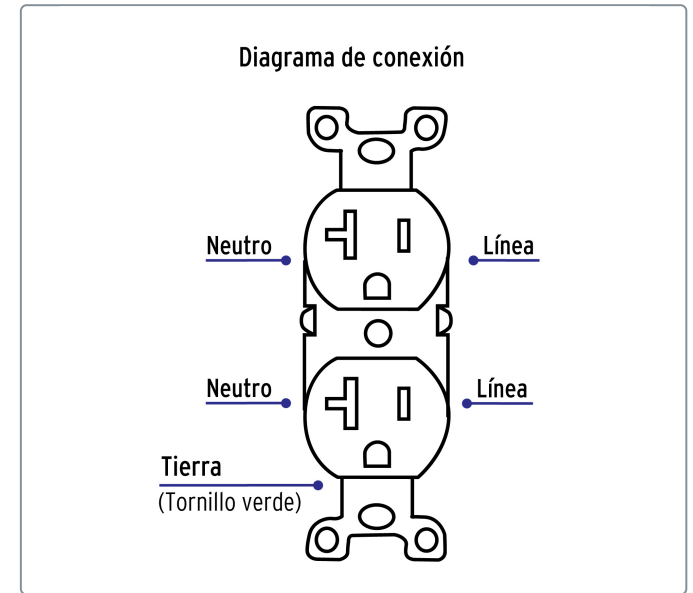 Diagrama de conexión
Neutro
Línea
Neutro
Línea
Tierra
(Tornillo verde)